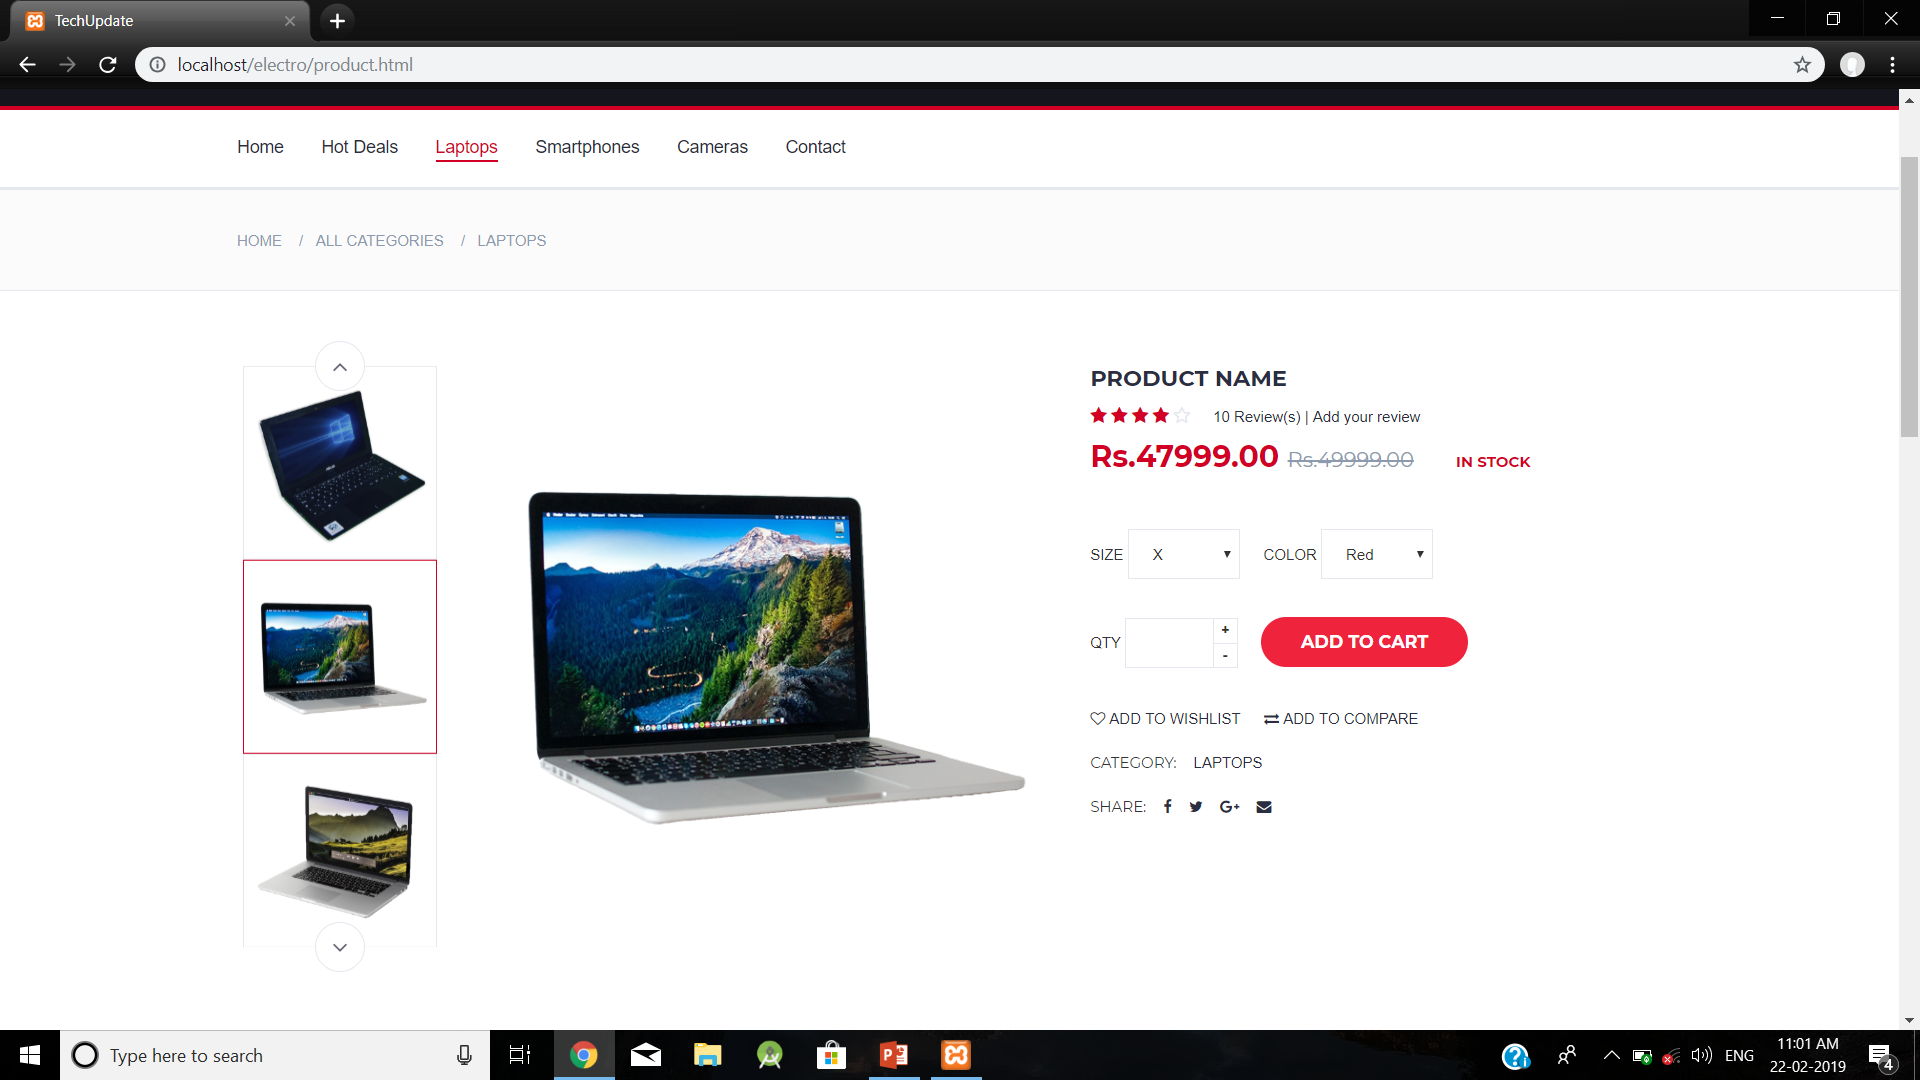 TechUpdate
localhost/electro/product.html
Home Hot Deals Laptops Smartphones Cameras Contact
HOME / ALL CATEGORIES / LAPTOPS
PRODUCT NAME
10 Review(s) | Add your review
Rs.47999.00 Rs.49999.00 IN STOCK
SIZE X COLOR Red
QTY + - ADD TO CART
ADD TO WISHLIST ADD TO COMPARE
CATEGORY: LAPTOPS
SHARE: f G+
Type here to search
ENG
11:01 AM
22-02-2019
4